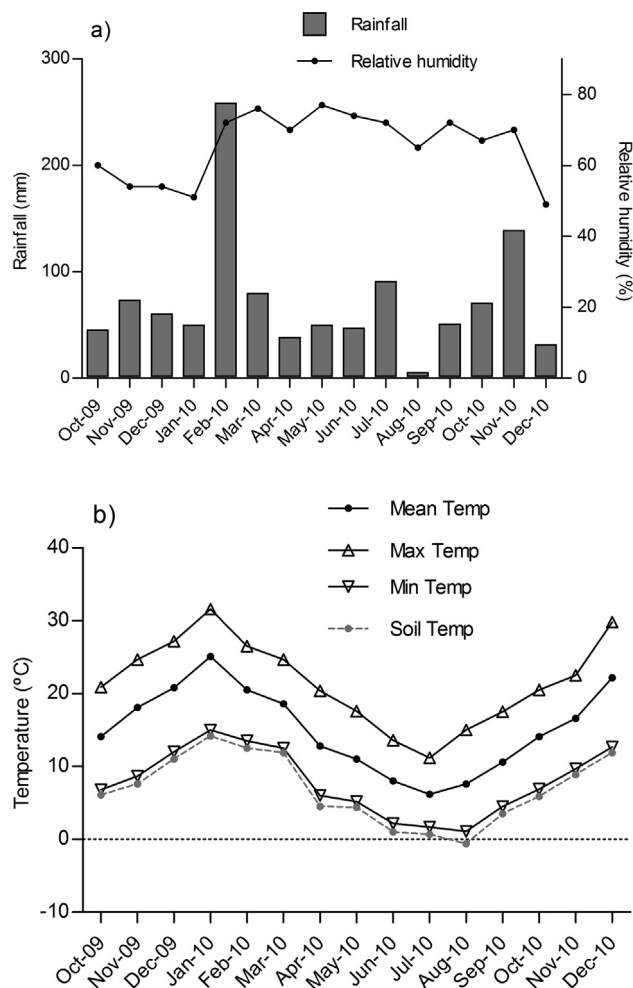 a)
Rainfall
Relative humidity
300
200
100
0
80
60
40
20
0
Rainfall (mm)
Relative humidity (%)
Oct-09
Nov-09
Dec-09
Jan-10
Feb-10
Mar-10
Apr-10
May-10
Jun-10
Jul-10
Aug-10
Sep-10
Oct-10
Nov-10
Dec-10
b)
Mean Temp
Max Temp
Min Temp
Soil Temp
40
30
20
10
0
-10
Temperature (ºC)
Oct-09
Nov-09
Dec-09
Jan-10
Feb-10
Mar-10
Apr-10
May-10
Jun-10
Jul-10
Aug-10
Sep-10
Oct-10
Nov-10
Dec-10